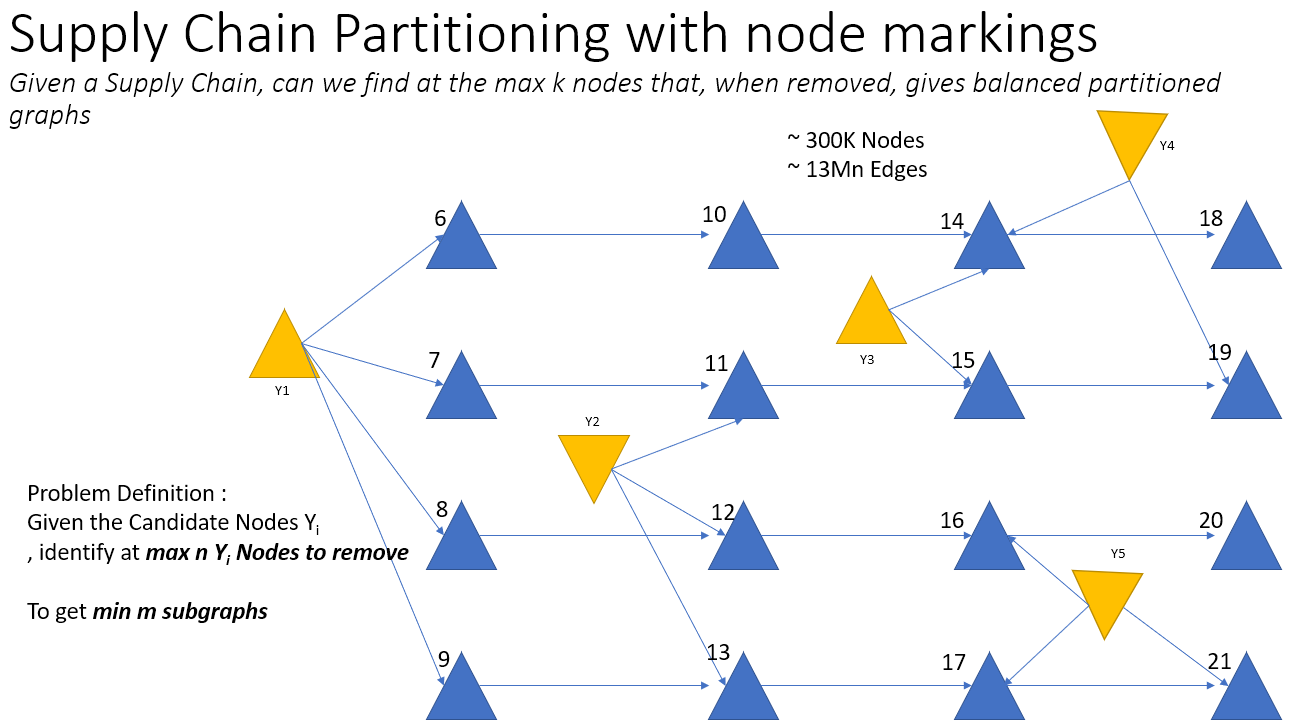 Supply Chain Partitioning with node markings
Given a Supply Chain, can we find at the max k nodes that, when removed, gives balanced partitioned
graphs
~ 300K Nodes
~ 13Mn Edges
Y4
6
10
14
18
Y1
7
11
Y3
15
19
Y2
Problem Definition :
Given the Candidate Nodes Yi
, identify at max n Yi Nodes to remove
To get min m subgraphs
8
12
16
20
Y5
9
13
17
21